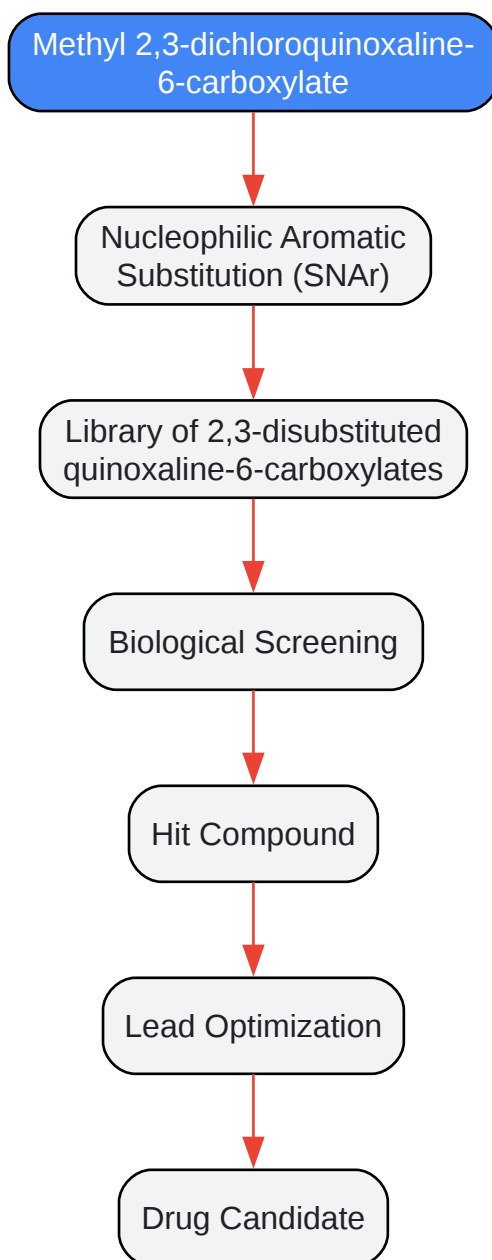 Methyl 2,3-dichloroquinoxaline-
6-carboxylate
Nucleophilic Aromatic
Substitution (SNAr)
Library of 2,3-disubstituted
quinoxaline-6-carboxylates
Biological Screening
Hit Compound
Lead Optimization
Drug Candidate